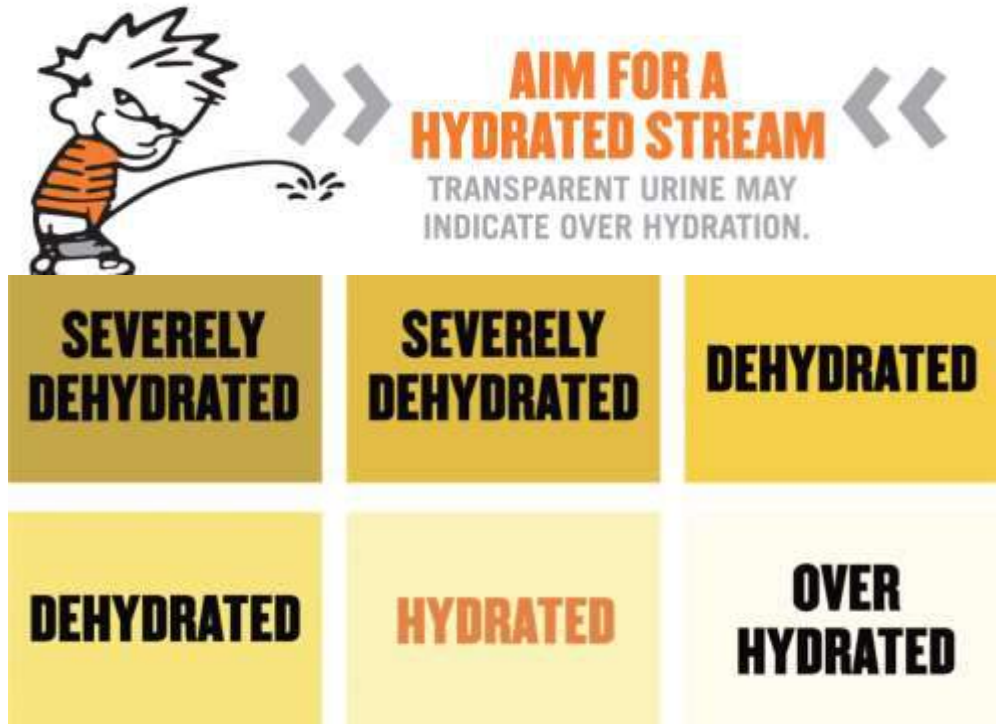 AIM FOR A
HYDRATED STREAM
TRANSPARENT URINE MAY
INDICATE OVER HYDRATION.
SEVERELY
DEHYDRATED
SEVERELY
DEHYDRATED
DEHYDRATED
DEHYDRATED
HYDRATED
OVER
HYDRATED